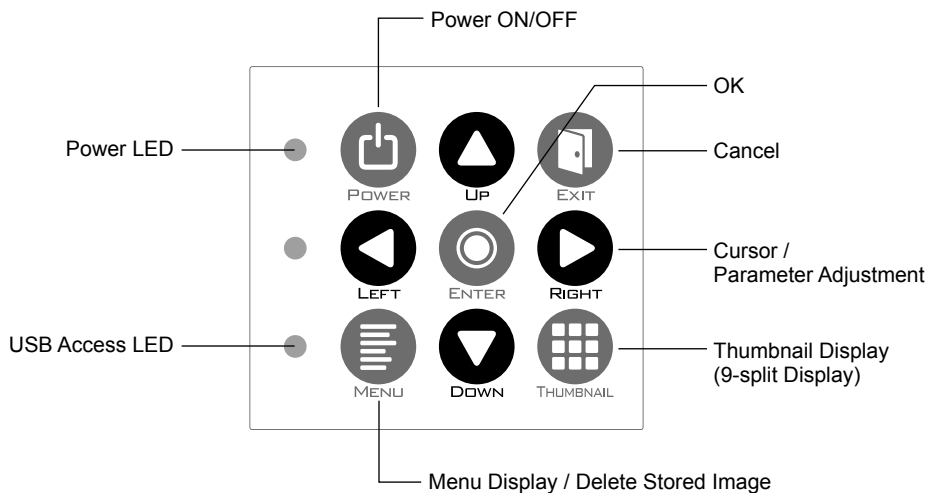 Power ON/OFF
OK
Power LED
Cancel
POWER
UP
EXIT
Cursor /
Parameter Adjustment
LEFT
ENTER
RIGHT
USB Access LED
Thumbnail Display
(9-split Display)
MENU
DOWN
THUMBNAIL
Menu Display / Delete Stored Image